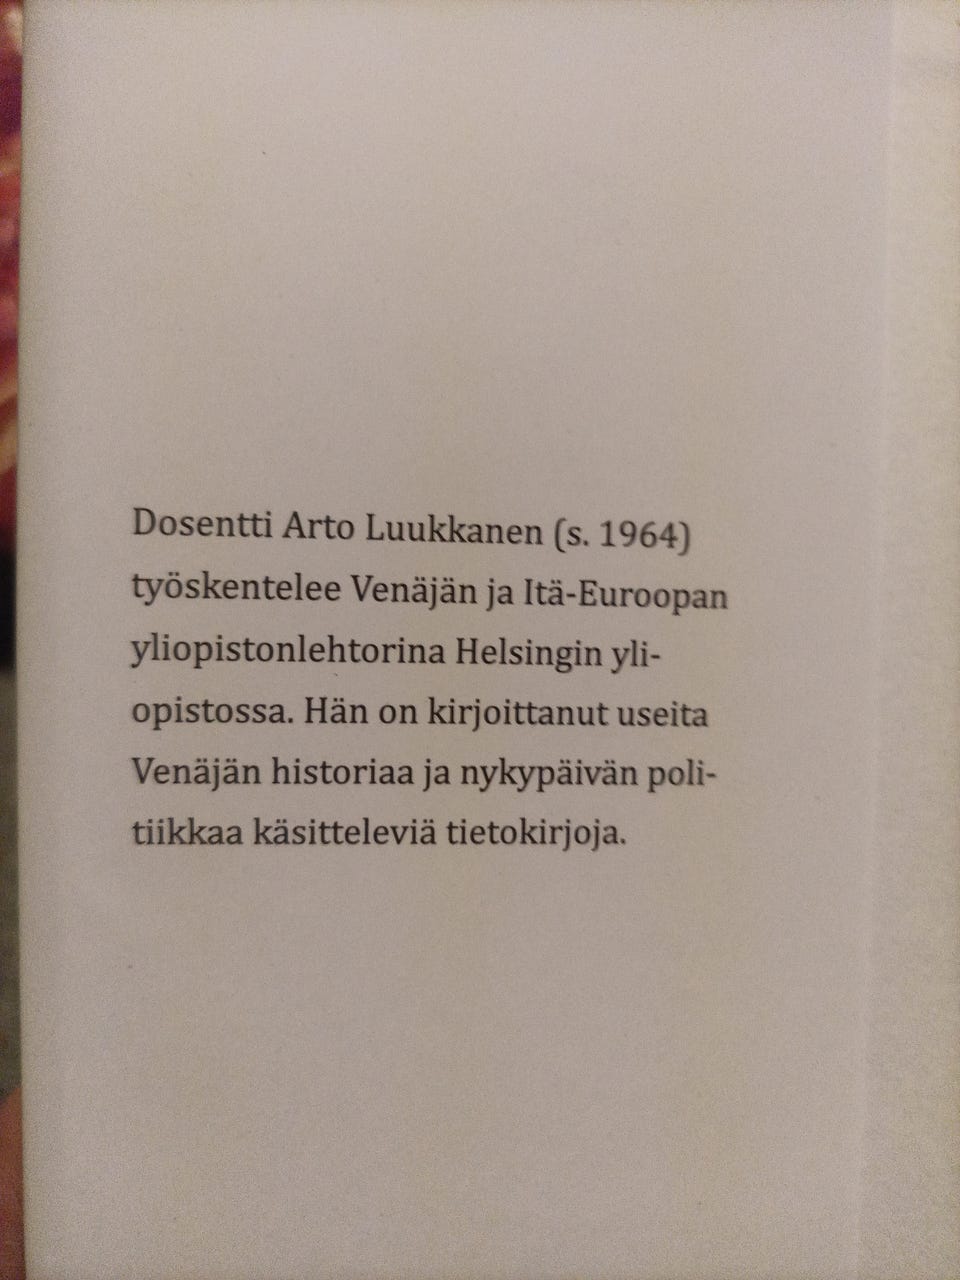 Dosentti Arto Luukkanen (s. 1964)
työskentelee Venäjän ja Itä-Euroopan
yliopistonlehtorina Helsingin yli-
opistossa. Hän on kirjoittanut useita
Venäjän historiaa ja nykypäivän poli-
tiikkaa käsitteleviä tietokirjoja.